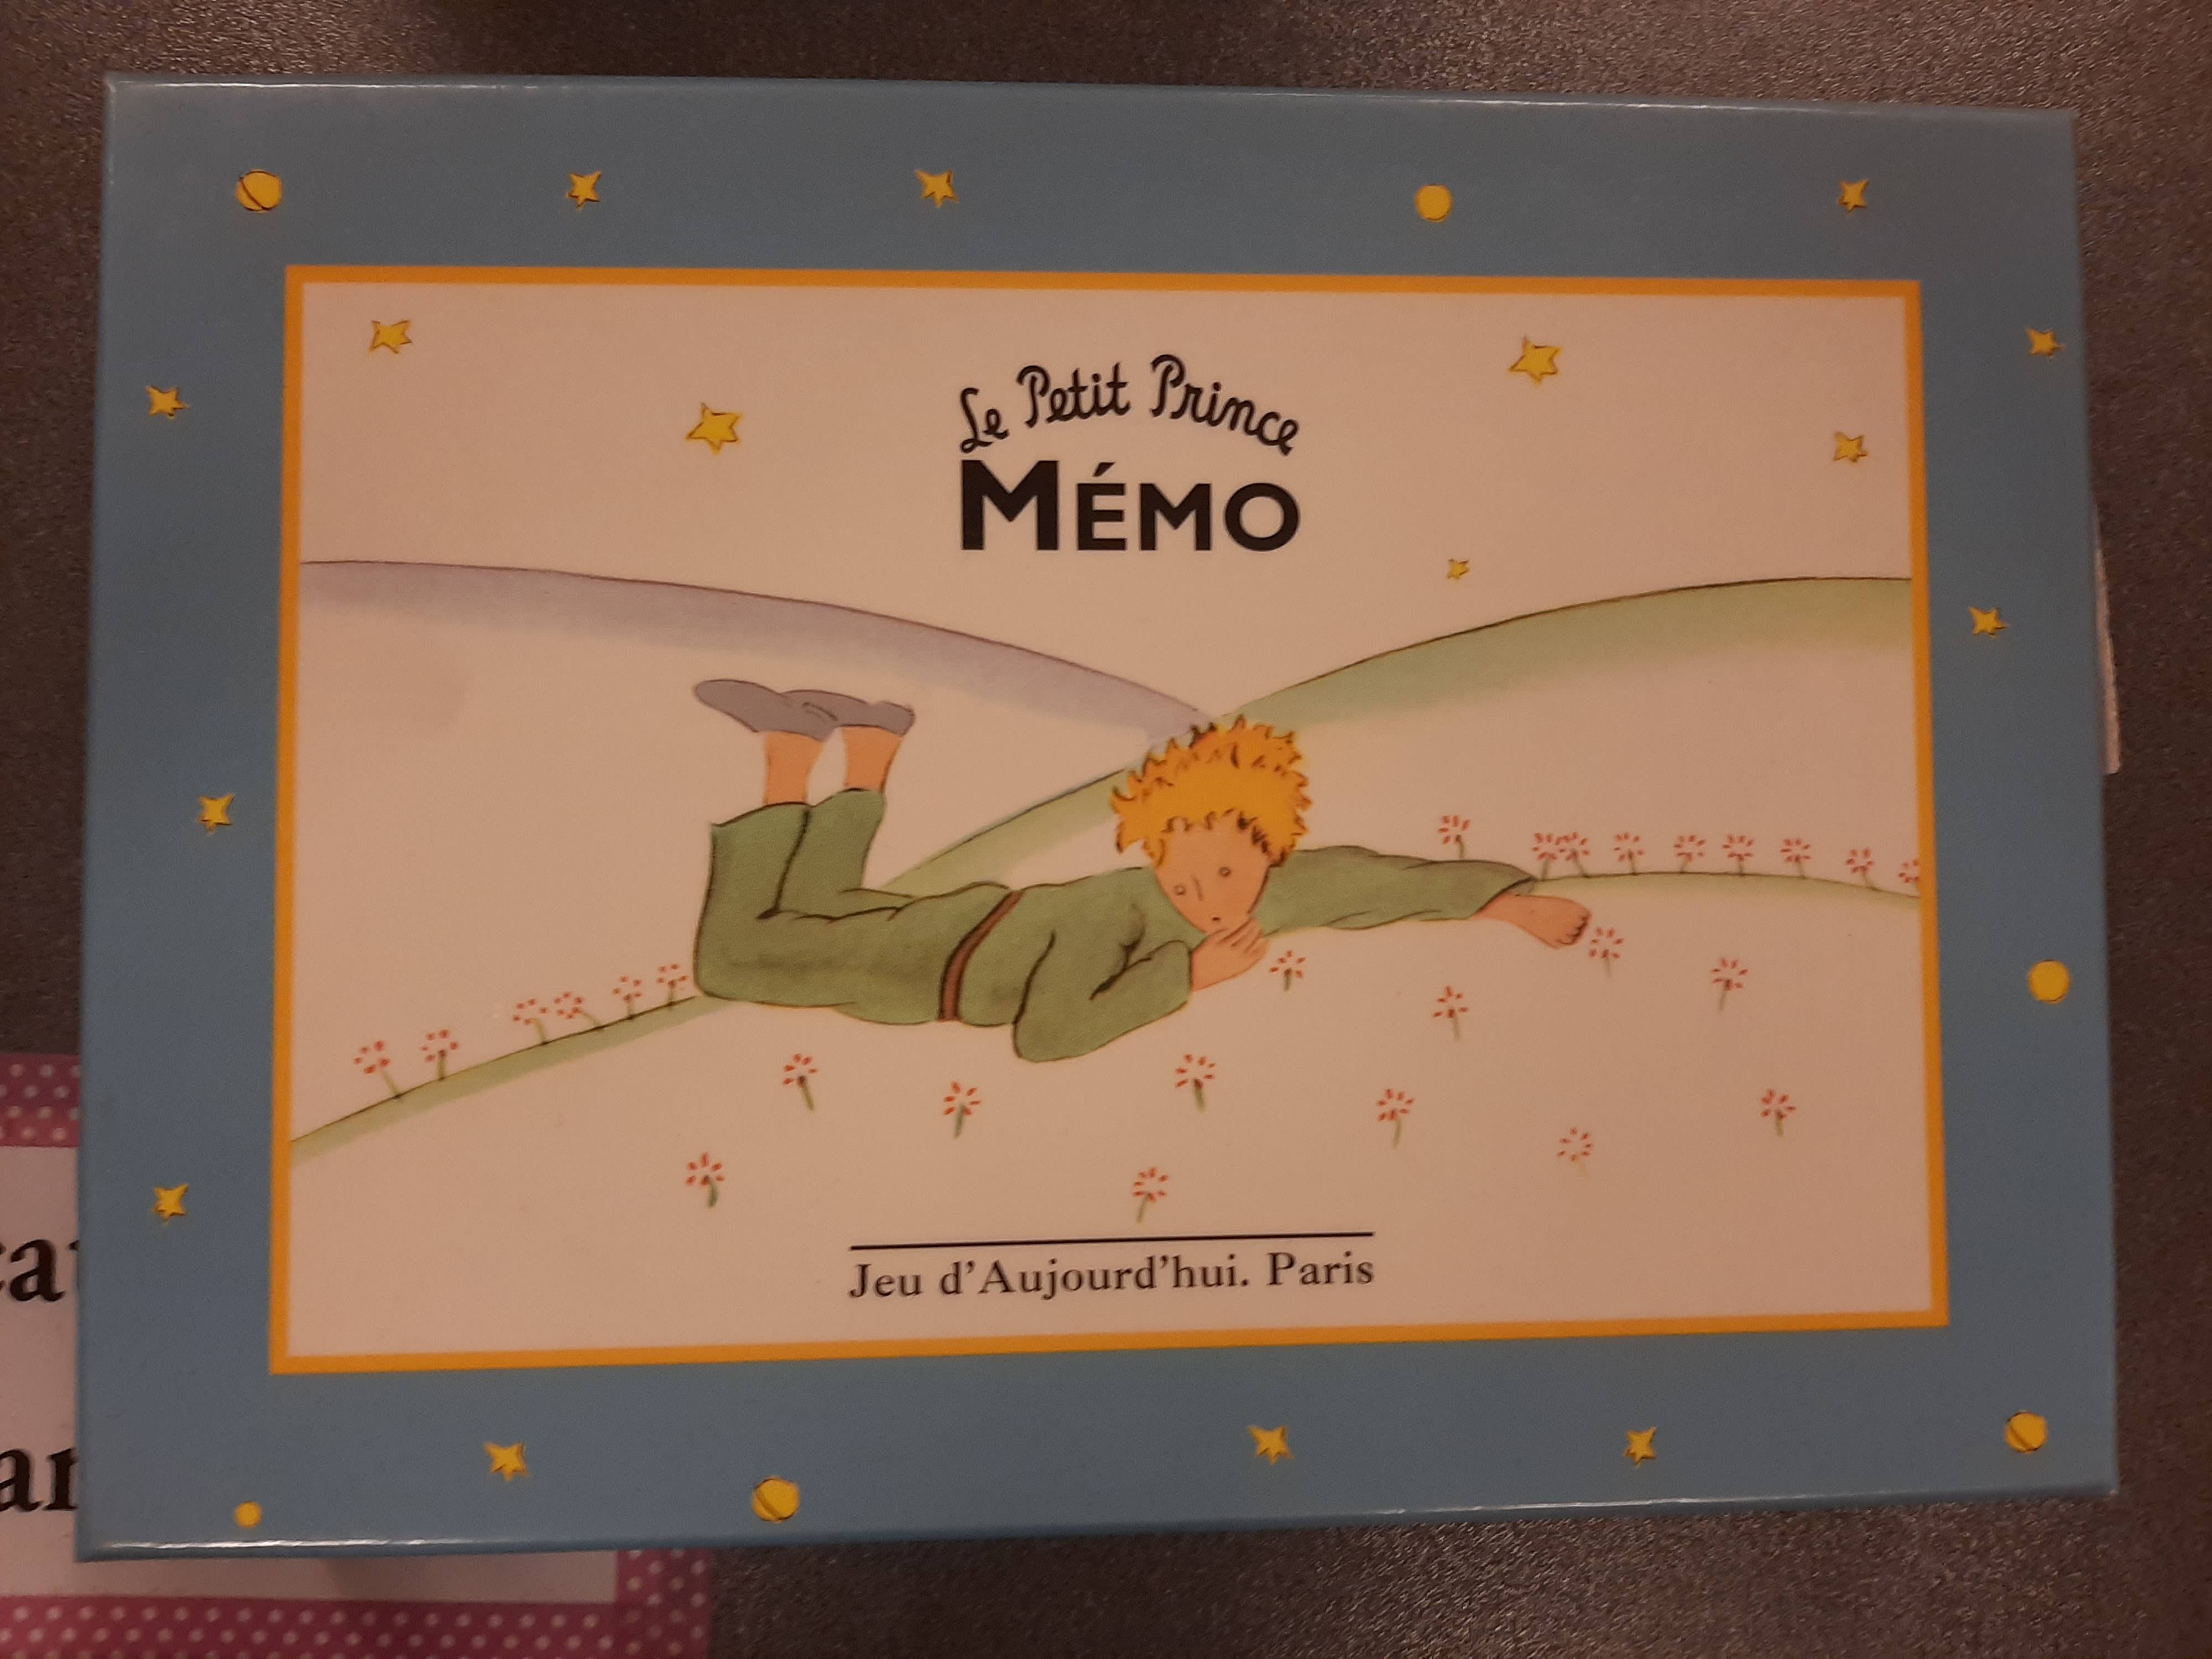 Le Petit Prince
MÉMO
Jeu d'Aujourd'hui. Paris